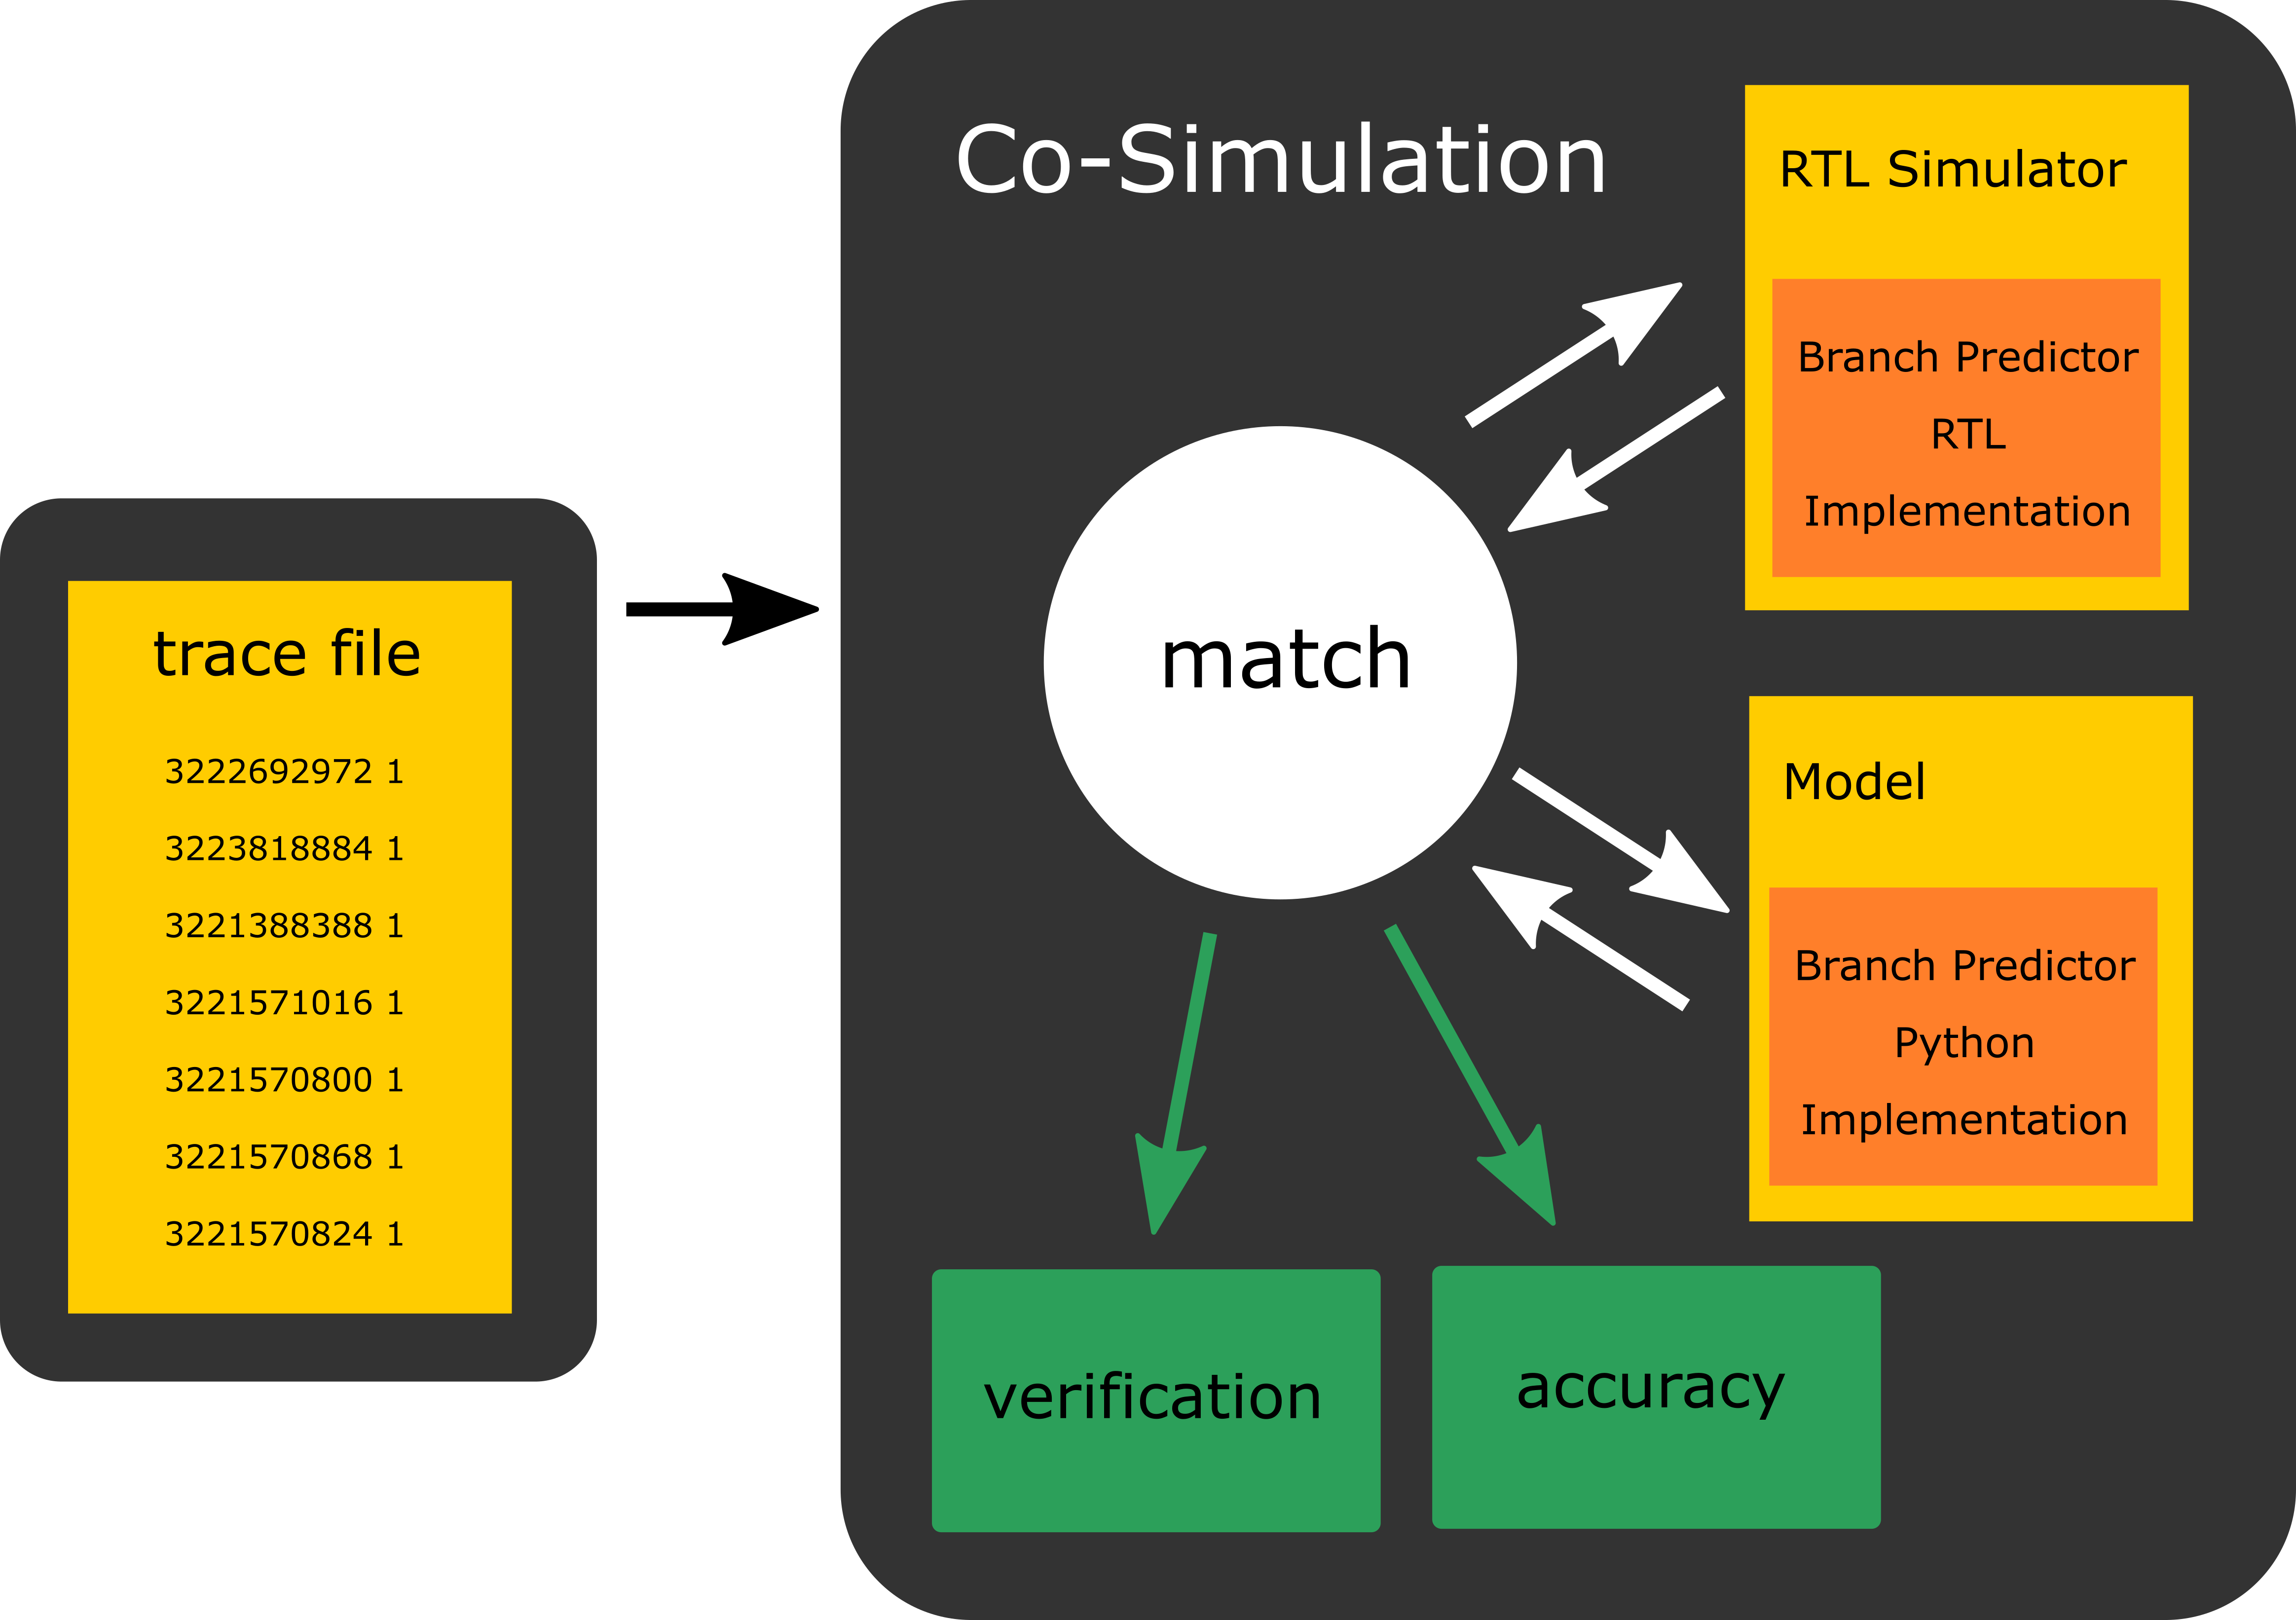 Co-Simulation
RTL Simulator
Branch Predictor
RTL
Implementation
trace file
3222692972 1
3223818884 1
3221388388 1
3221571016 1
3221570800 1
3221570868 1
3221570824 1
match
Model
Branch Predictor
Python
Implementation
verification
accuracy